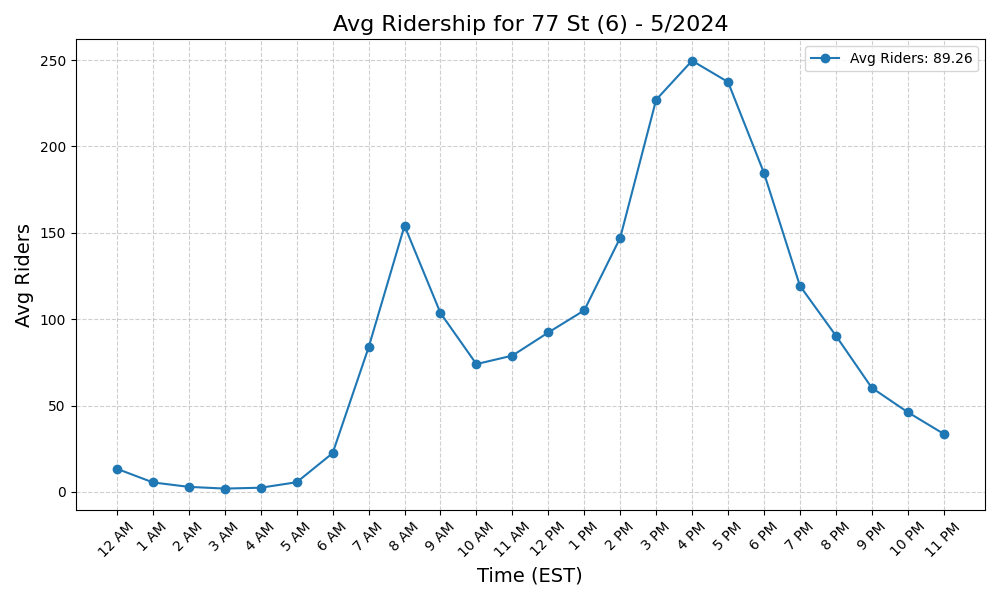 Avg Ridership for 77 St (6) - 5/2024
Avg Riders: 89.26
Avg Riders
250
200
150
100
50
0
12 AM
1 AM
2 AM
3 AM
4 AM
5 AM
6 AM
7 AM
8 AM
9 AM
10 AM
11 AM
12 PM
1 PM
2 PM
3 PM
4 PM
5 PM
6 PM
7 PM
8 PM
9 PM
10 PM
11 PM
Time (EST)